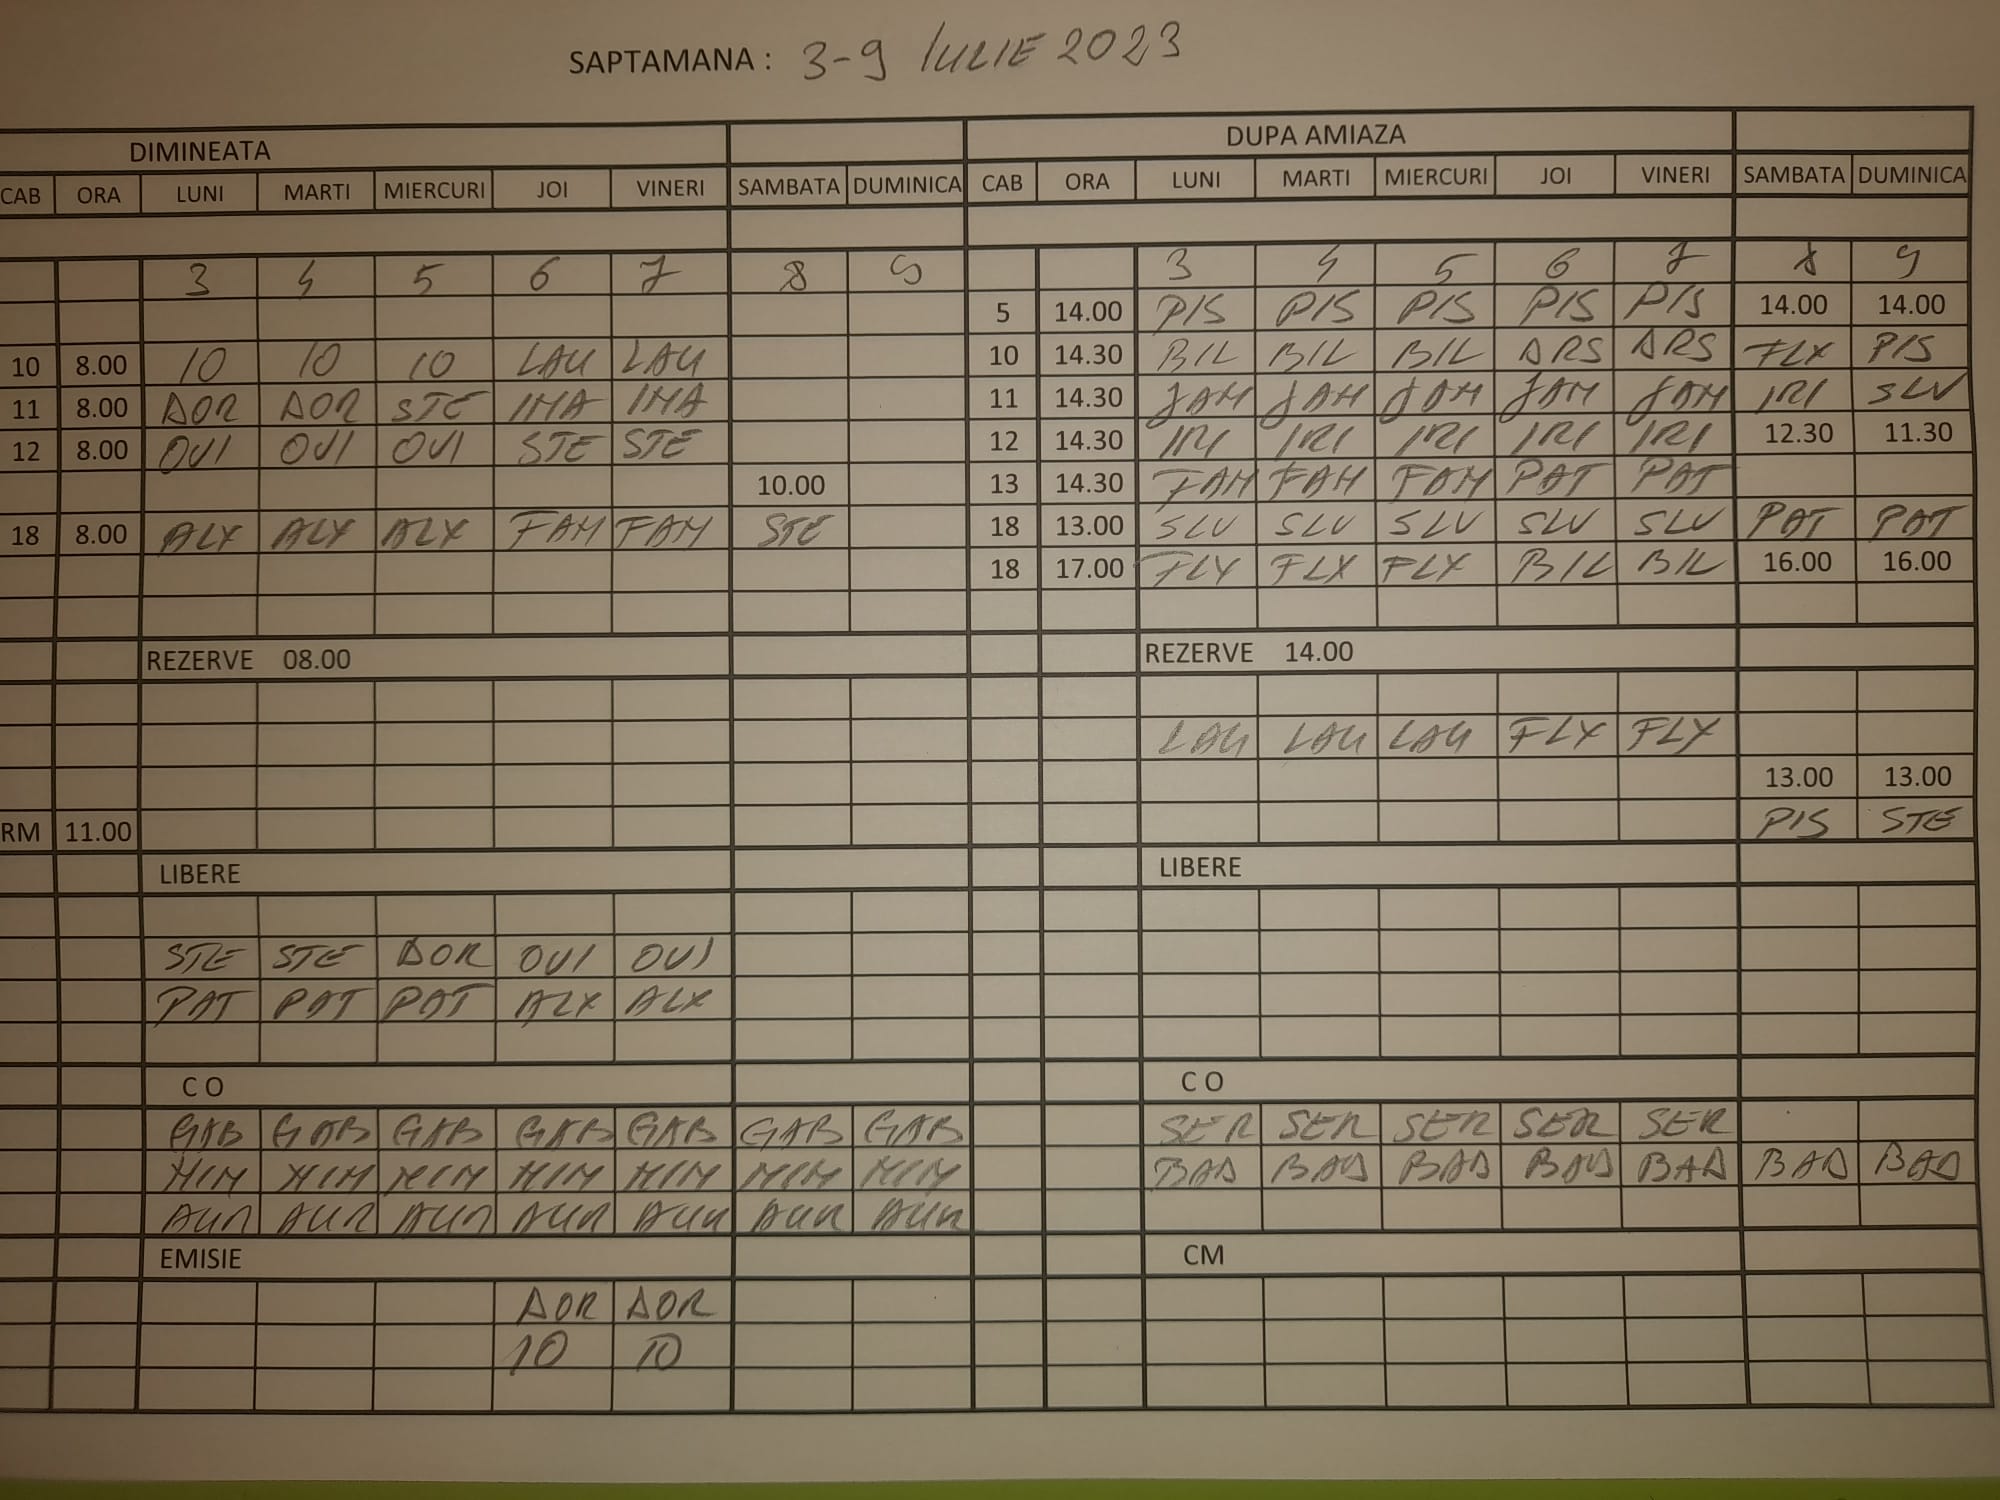 SAPTAMANA : 3-9 IULIE 2023
DIMINEATA DUPA AMIAZA
CAB ORA LUNI MARTI MIERCURI JOI VINERI SAMBATA DUMINICA CAB ORA LUNI MARTI MIERCURI JOI VINERI SAMBATA DUMINICA
3 4 5 6 7 8 9 3 4 5 6 7 8 9
5 14.00 PIS PIS PIS PIS PIS 14.00 14.00
10 8.00 10 10 10 LAU LAU 10 14.30 BIL BIL BIL ARS ARS FLX PIS
11 8.00 DOR DOR STE IMA IMA 11 14.30 JAM JAM JAM JAM JAM IRI SLV
12 8.00 OVI OVI OVI STE STE 12 14.30 IRI IRI IRI IRI IRI 12.30 11.30
10.00 13 14.30 FAM FAM FAM PAT PAT
18 8.00 ALX ALX ALX FAM FAM STE 18 13.00 SLV SLV SLV SLV SLV PAT PAT
18 17.00 FLX FLX FLX BIL BIL 16.00 16.00
REZERVE 08.00 REZERVE 14.00
LAU LAU LAU FLX FLX
13.00 13.00
RM 11.00 PIS STE
LIBERE LIBERE
STE STE DOR OVI OVI
PAT PAT PAT ALX ALX
C O C O
GAB GAB GAB GAB GAB GAB GAB SER SER SER SER SER
MIM MIM MIM MIM MIM MIM MIM BAD BAD BAD BAD BAD BAD BAD
AUR AUR AUR AUR AUR AUR AUR
EMISIE CM
DOR DOR
10 10